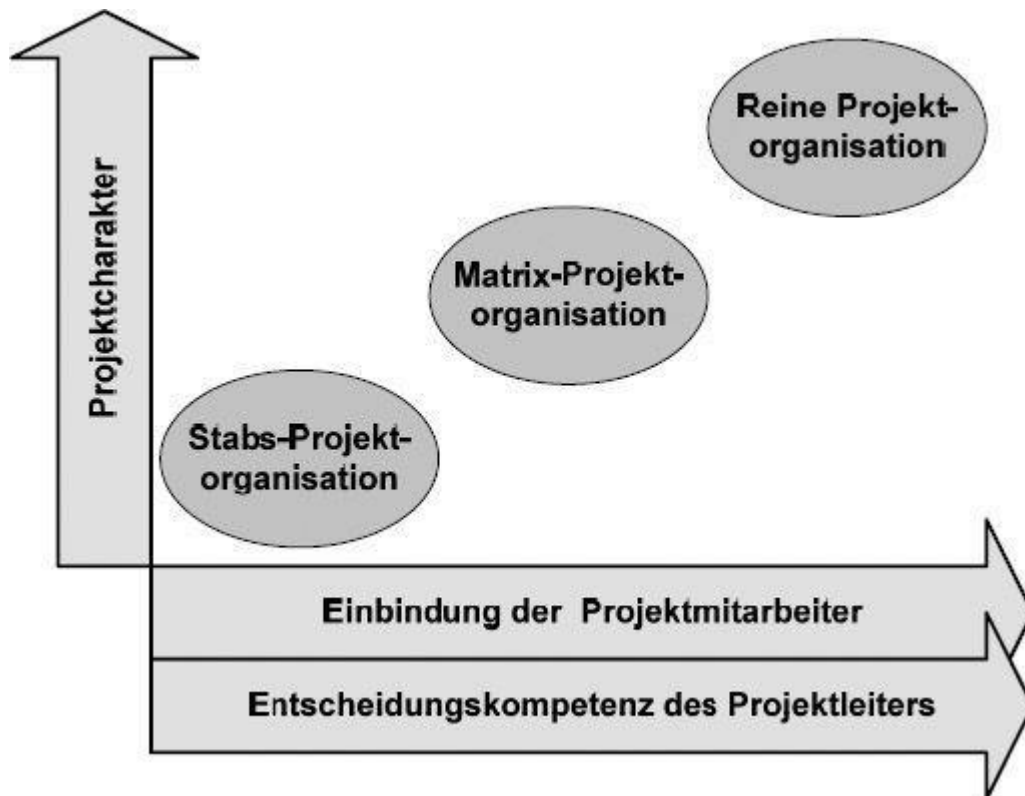 Reine Projekt-
organisation
Projektcharakter
Matrix-Projekt-
organisation
Stabs-Projekt-
organisation
Einbindung der Projektmitarbeiter
Entscheidungskompetenz des Projektleiters